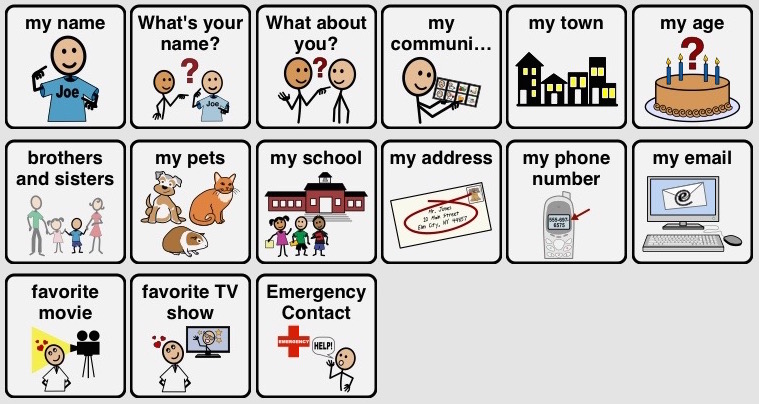 my name
Joe
What's your
name?
?
Joe
What about
you?
?
my
communi...
my town
my age
?
brothers
and sisters
my pets
my school
my address
Mr. Jones
10 Main Street
Elm City, NY 44857
my phone
number
555-657-
6575
my email
e
favorite
movie
favorite TV
show
Emergency
Contact
EMERGENCY
HELP!